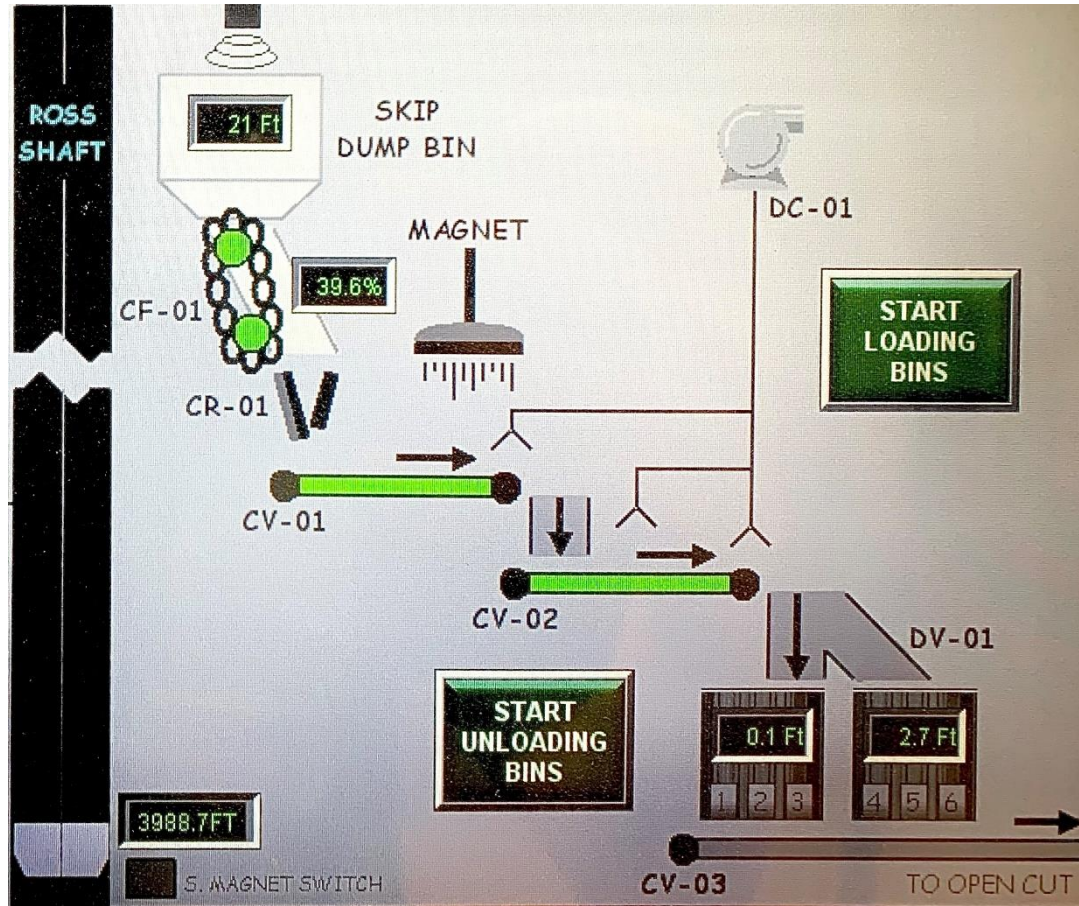 ROSS
SHAFT
21 Ft
SKIP
DUMP BIN
DC-01
MAGNET
39.6%
CF-01
START
LOADING
BINS
CR-01
CV-01
CV-02
DV-01
START
UNLOADING
BINS
0.1 Ft
2.7 Ft
1 2 3
4 5 6
3988.7FT
S. MAGNET SWITCH
CV-03
TO OPEN CUT